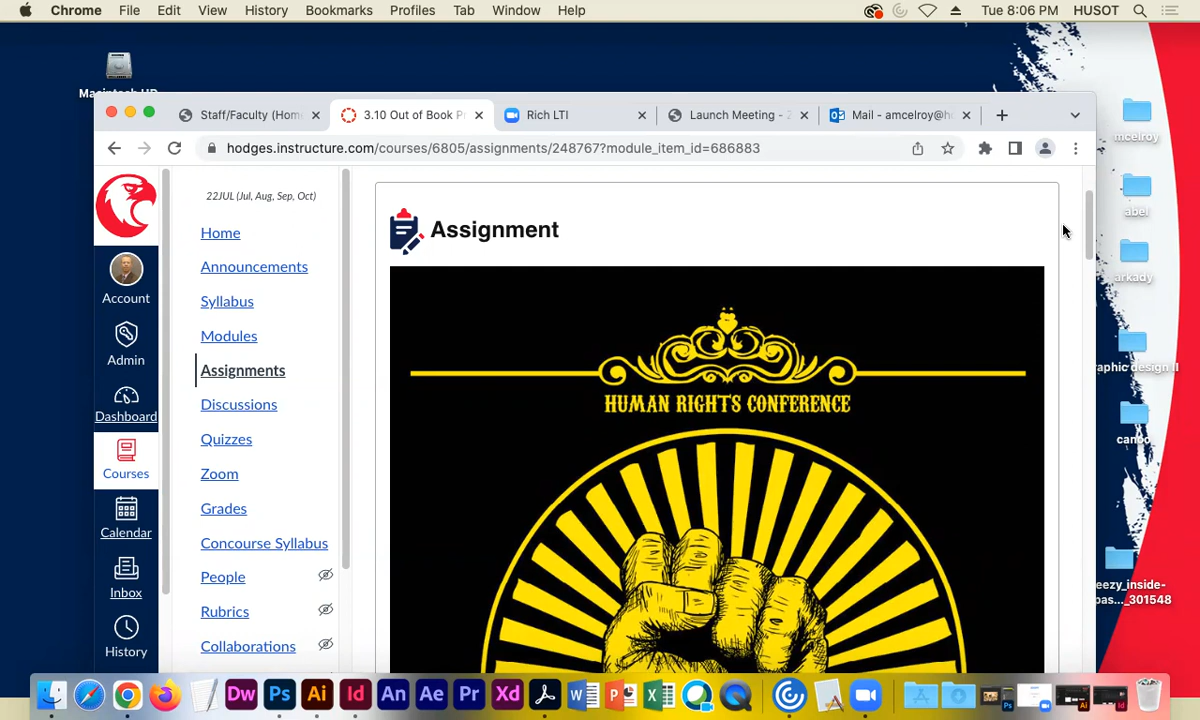 Chrome File Edit View History Bookmarks Profiles Tab Window Help Tue 8:06 PM HUSOT
Staff/Faculty (Home 3.10 Out of Book P Rich LTI Launch Meeting - Z Mail - amcelroy@h
hodges.instructure.com/courses/6805/assignments/248767?module_item_id=686883
mcelroy
abel
arkady
raphic design II
eezy_inside-
pas..._301548
Account
Admin
Dashboard
Courses
Calendar
Inbox
History
22JUL (Jul, Aug, Sep, Oct)
Home
Announcements
Syllabus
Modules
Assignments
Discussions
Quizzes
Zoom
Grades
Concourse Syllabus
People
Rubrics
Collaborations
Assignment
HUMAN RIGHTS CONFERENCE
Dw Ps Ai Id An Ae Pr Xd